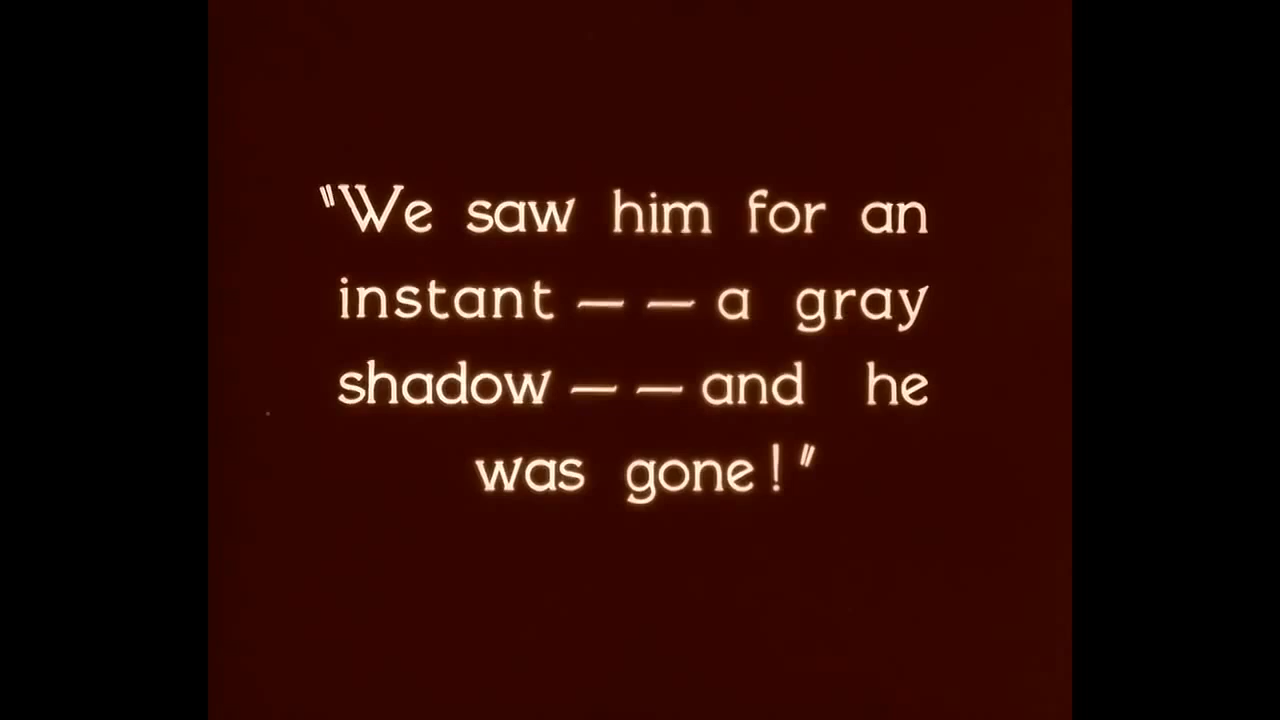 "We saw him for an
instant — — a gray
shadow — — and he
was gone!"